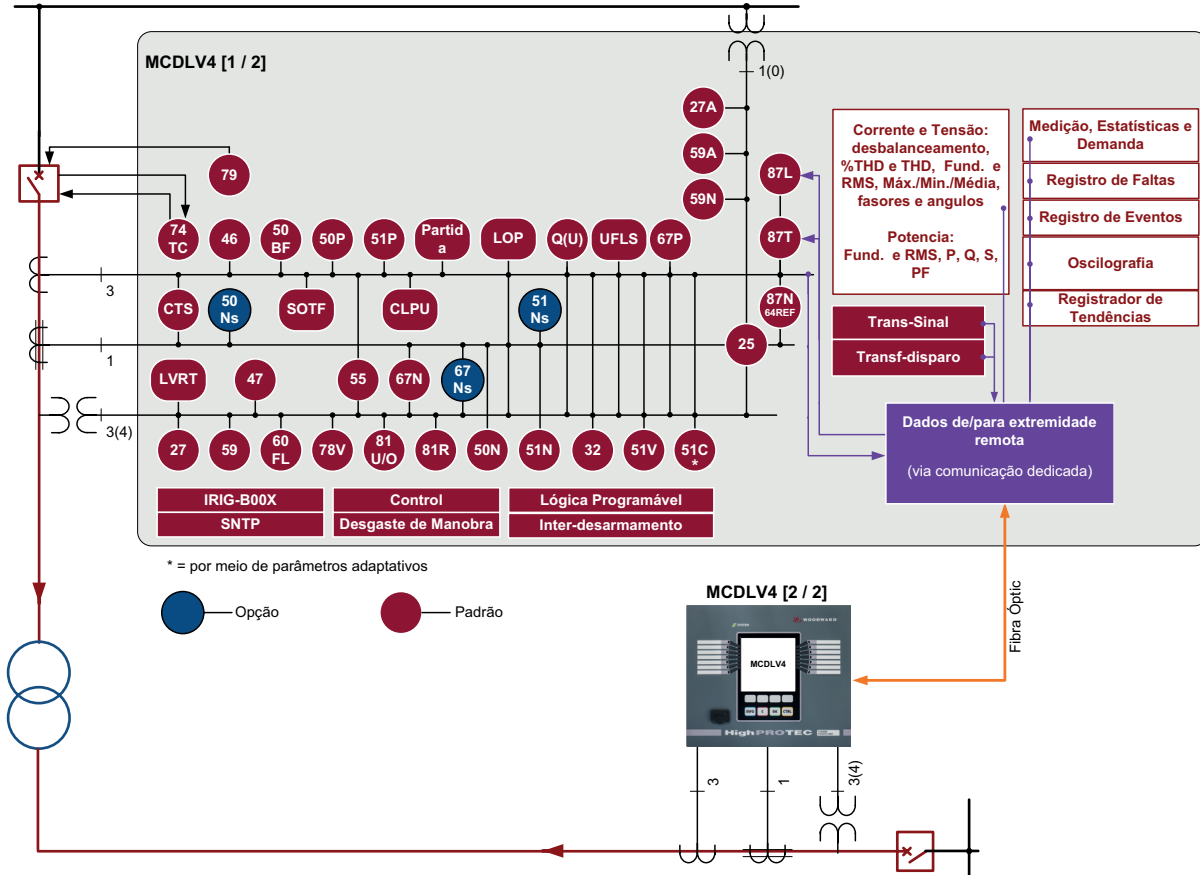 MCDLV4 [1 / 2]
1(0)
27A
59A
59N
79
74
TC
46
50
BF
50P
51P
Partid
a
LOP
Q(U)
UFLS
67P
87L
87T
87N
64REF
3
CTS
50
Ns
SOTF
CLPU
51
Ns
25
1
LVRT
47
55
67N
67
Ns
3(4)
27
59
60
FL
78V
81
U/O
81R
50N
51N
32
51V
51C
*
IRIG-B00X
SNTP
Control
Desgaste de Manobra
Lógica Programável
Inter-desarmamento
Corrente e Tensão:
desbalanceamento,
%THD e THD, Fund. e
RMS, Máx./Min./Média,
fasores e angulos
Potencia:
Fund. e RMS, P, Q, S,
PF
Medição, Estatísticas e
Demanda
Registro de Faltas
Registro de Eventos
Oscilografia
Registrador de
Tendências
Trans-Sinal
Transf-disparo
Dados de/para extremidade
remota
(via comunicação dedicada)
* = por meio de parâmetros adaptativos
Opção
Padrão
MCDLV4 [2 / 2]
Fibra Óptic
WOODWARD
MCDLV4
INFO
C
OK
CTRL
HighPROTEC
3
1
3(4)